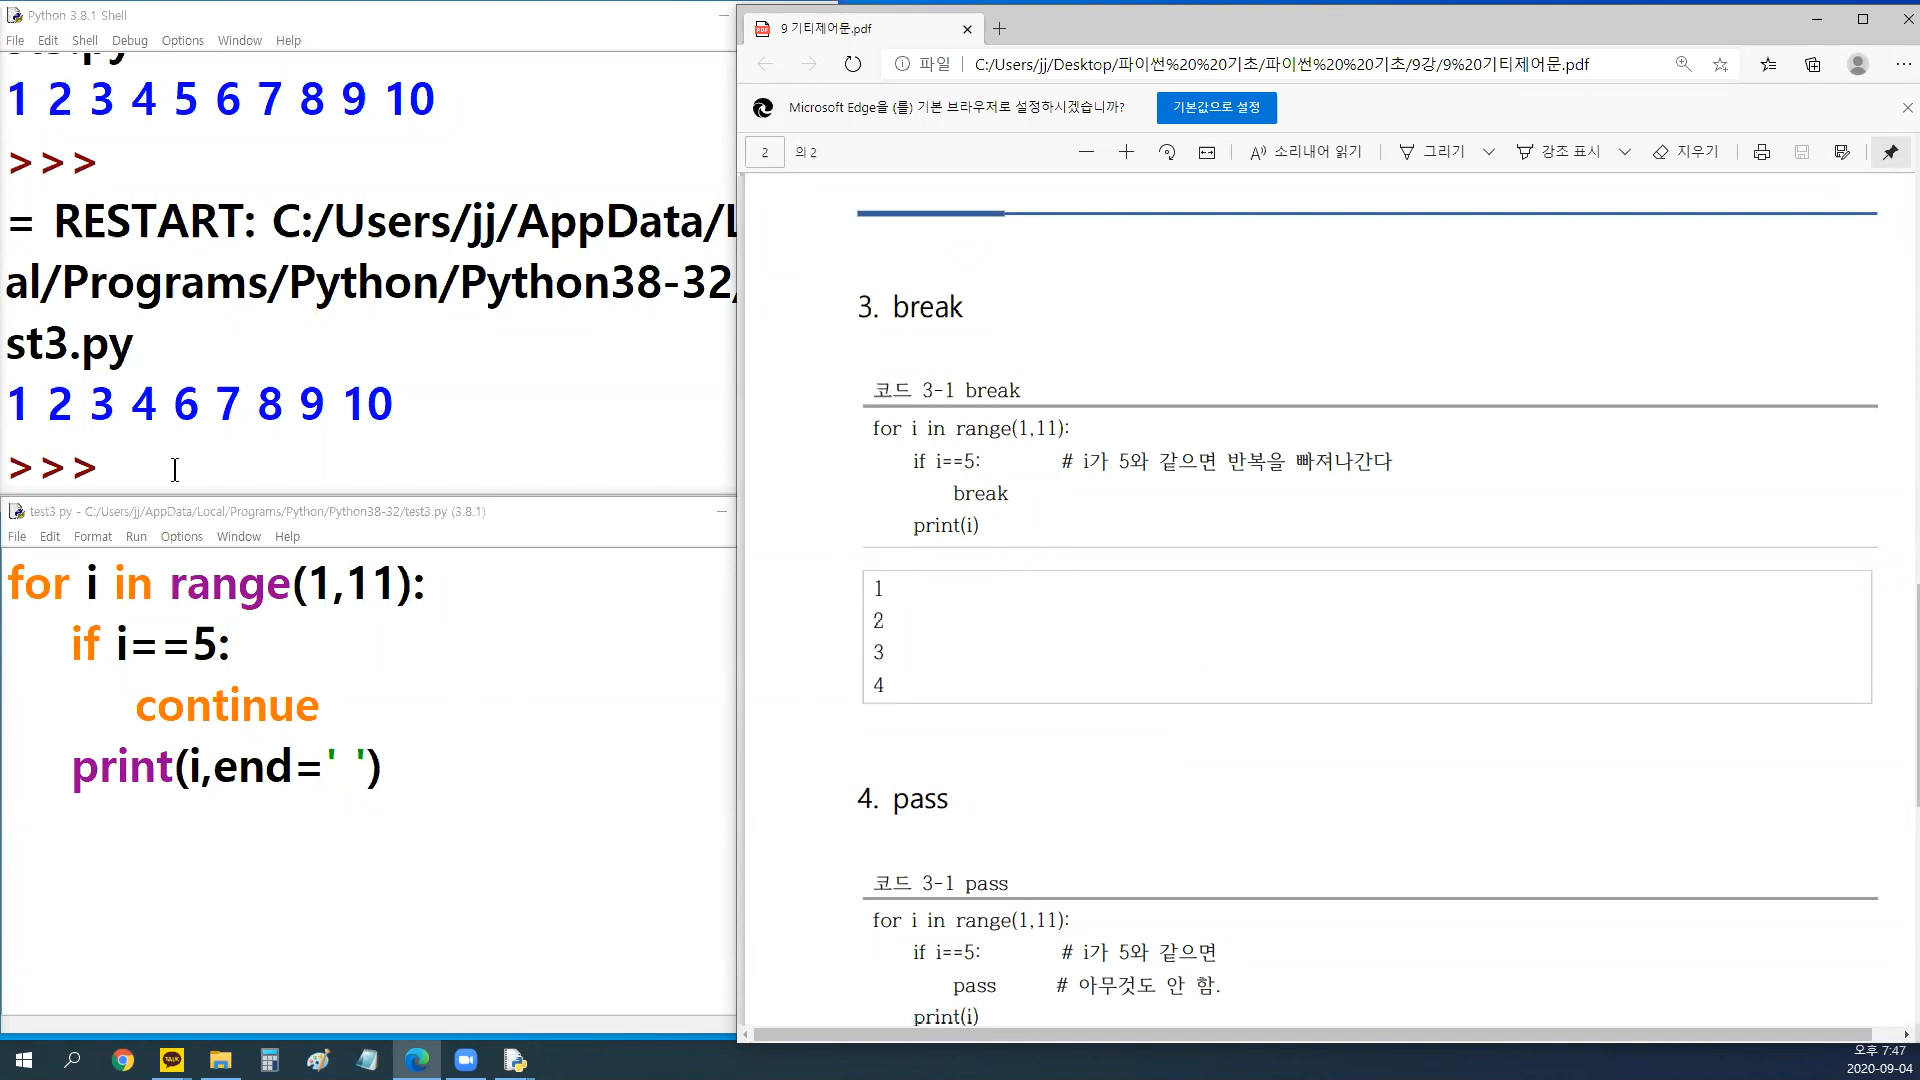 Python 3.8.1 Shell
File Edit Shell Debug Options Window Help
1 2 3 4 5 6 7 8 9 10
>>>
= RESTART: C:/Users/jj/AppData/L
al/Programs/Python/Python38-32/
st3.py
1 2 3 4 6 7 8 9 10
>>>
test3.py - C:/Users/jj/AppData/Local/Programs/Python/Python38-32/test3.py (3.8.1)
File Edit Format Run Options Window Help
for i in range(1,11):
if i==5:
continue
print(i,end=' ')
9 기티제어문.pdf
파일 C:/Users/jj/Desktop/파이썬%20%20기초/파이썬%20%20기초/9강/9%20기티제어문.pdf
Microsoft Edge을 (를) 기본 브라우저로 설정하시겠습니까? 기본값으로 설정
2 의 2 소리내어 읽기 그리기 강조 표시 지우기
3. break
코드 3-1 break
for i in range(1,11):
if i==5: # i가 5와 같으면 반복을 빠져나간다
break
print(i)
1
2
3
4
4. pass
코드 3-1 pass
for i in range(1,11):
if i==5: # i가 5와 같으면
pass # 아무것도 안 함.
print(i)
TALK
오후 7:47
2020-09-04